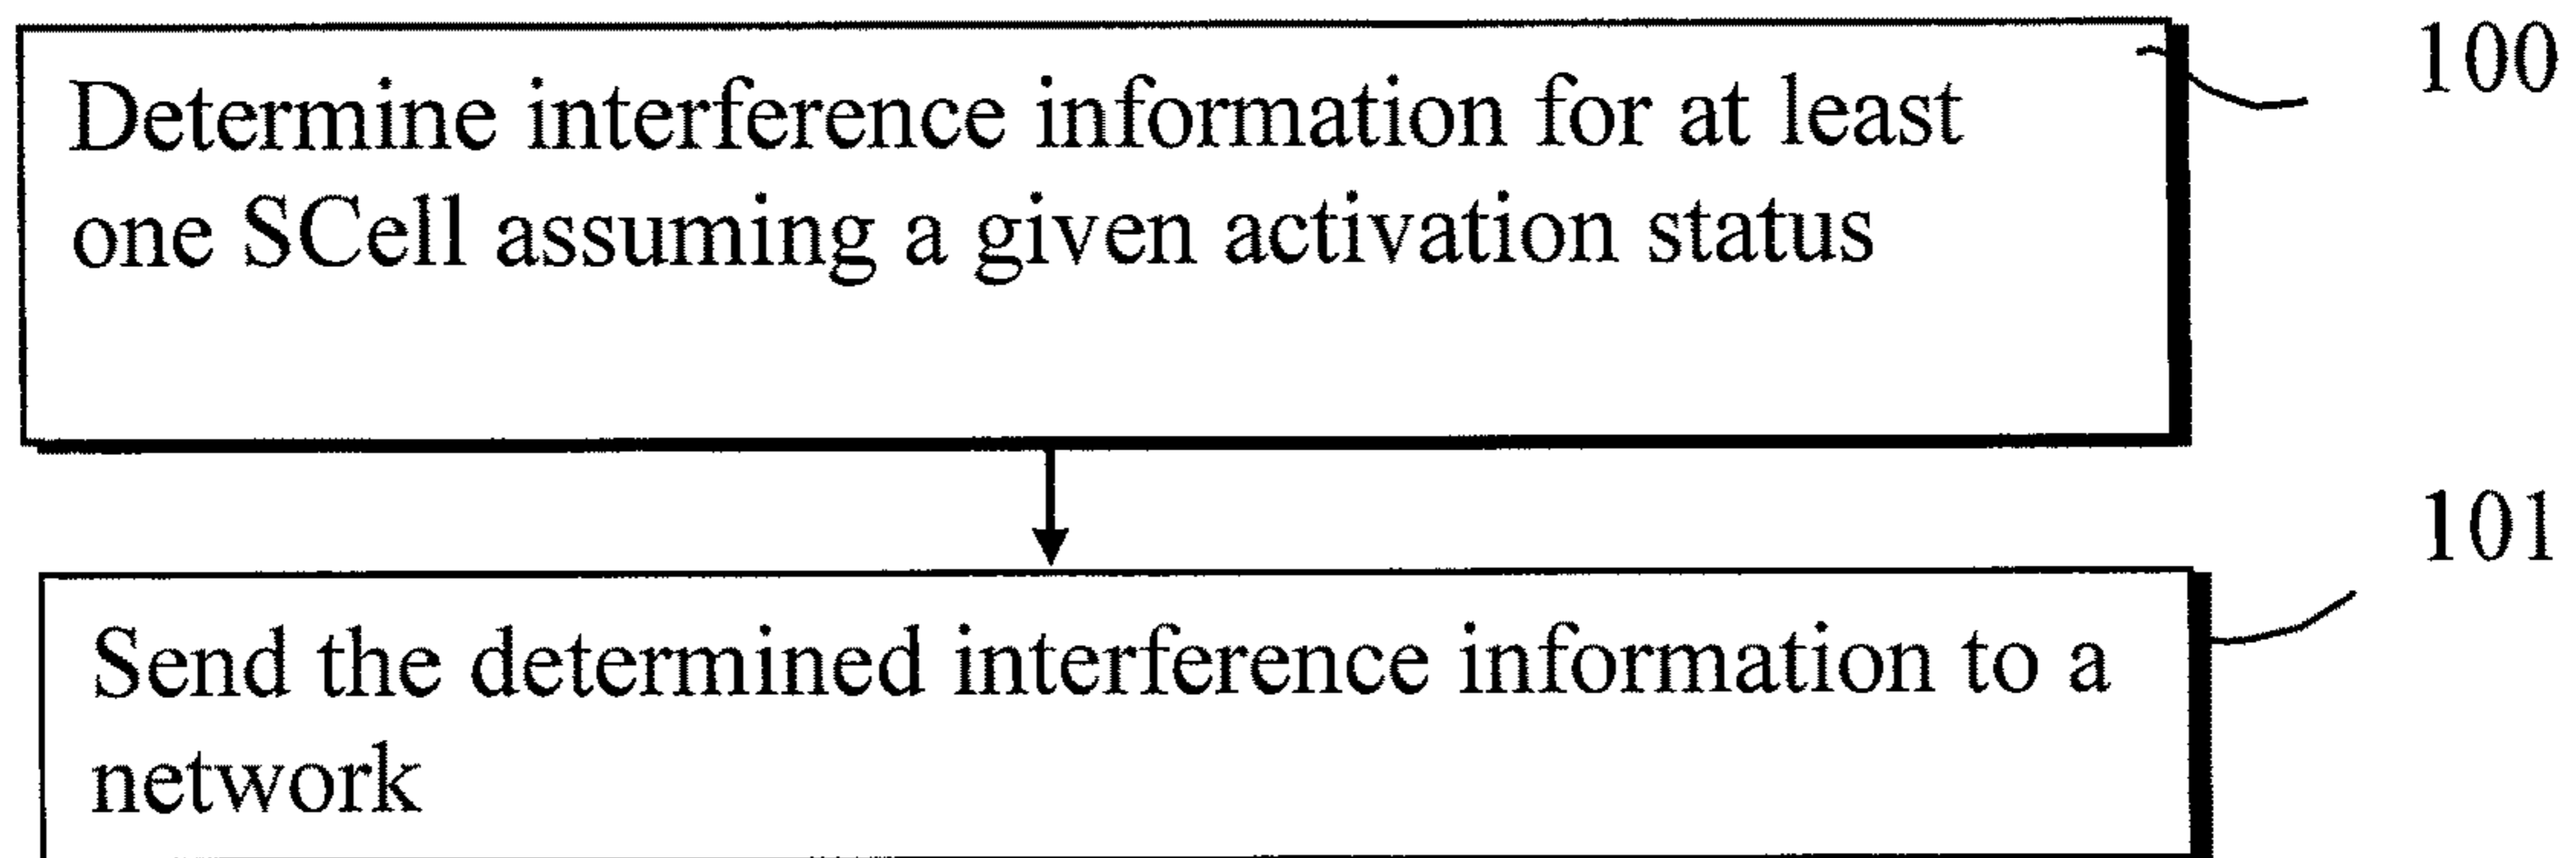 100
Determine interference information for at least
one SCell assuming a given activation status
101
Send the determined interference information to a
network